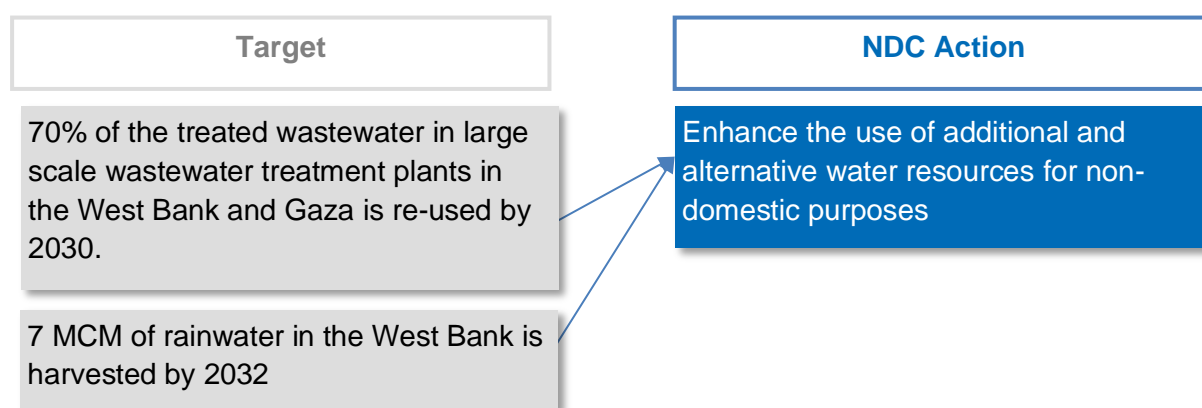 Target
NDC Action
70% of the treated wastewater in large
scale wastewater treatment plants in
the West Bank and Gaza is re-used by
2030.
Enhance the use of additional and
alternative water resources for non-
domestic purposes
7 MCM of rainwater in the West Bank is
harvested by 2032